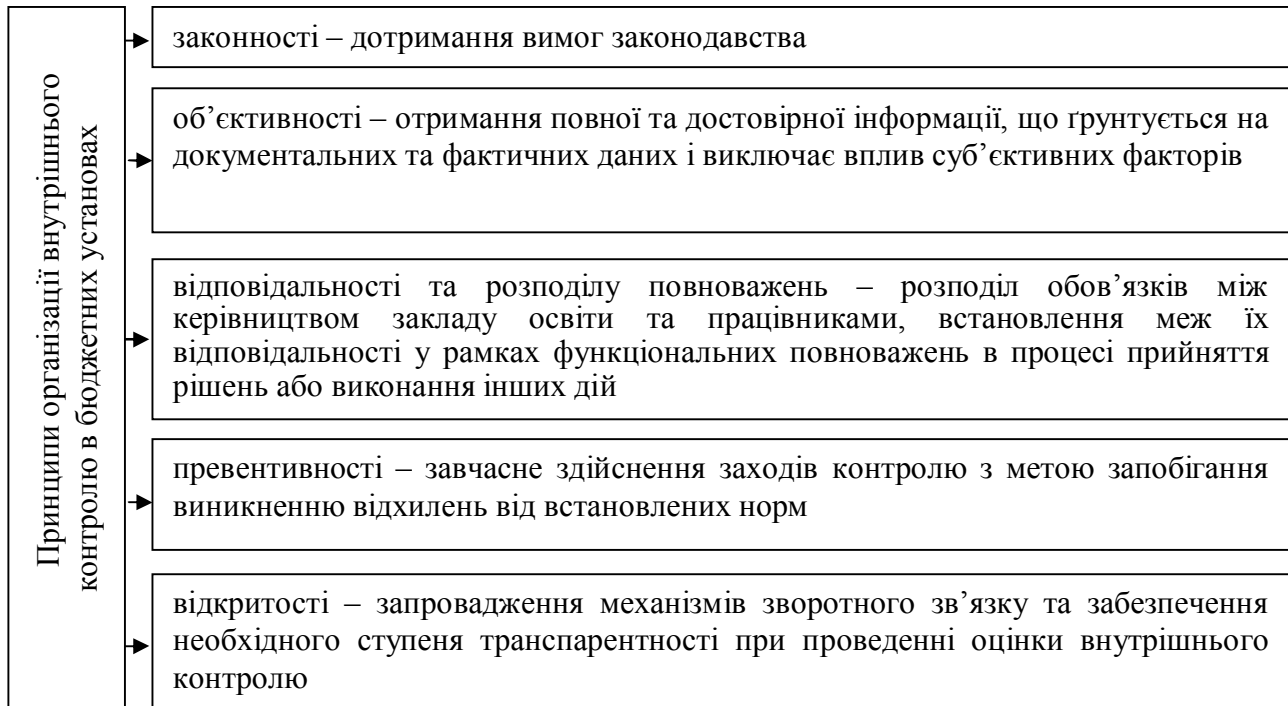 Принципи організації внутрішнього
контролю в бюджетних установах
законності – дотримання вимог законодавства
об’єктивності – отримання повної та достовірної інформації, що ґрунтується на
документальних та фактичних даних і виключає вплив суб’єктивних факторів
відповідальності та розподілу повноважень – розподіл обов’язків між
керівництвом закладу освіти та працівниками, встановлення меж їх
відповідальності у рамках функціональних повноважень в процесі прийняття
рішень або виконання інших дій
превентивності – завчасне здійснення заходів контролю з метою запобігання
виникненню відхилень від встановлених норм
відкритості – запровадження механізмів зворотного зв’язку та забезпечення
необхідного ступеня транспарентності при проведенні оцінки внутрішнього
контролю